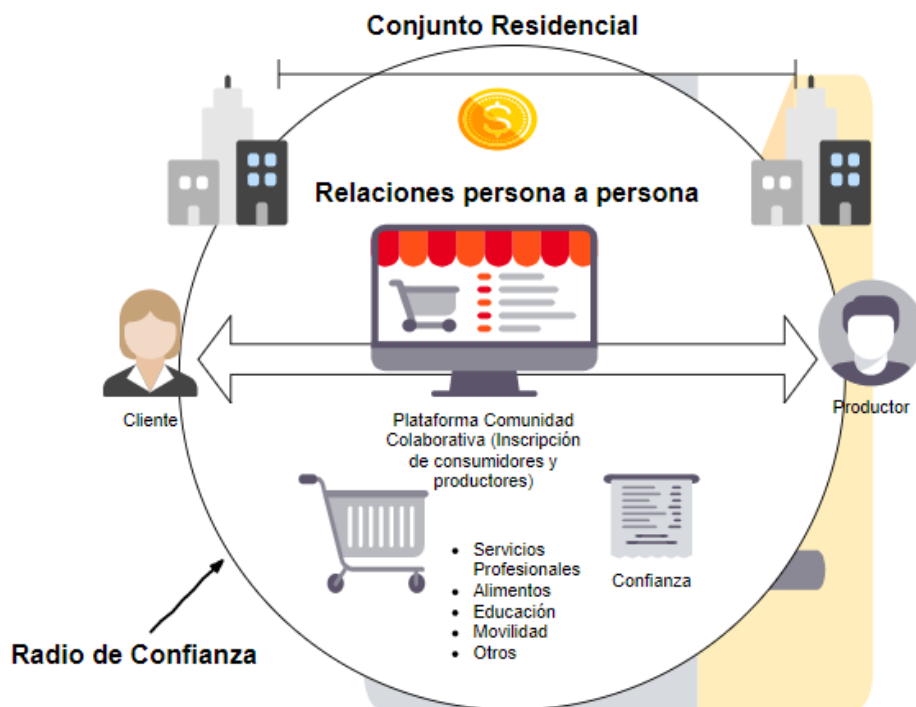 Conjunto Residencial
$
Relaciones persona a persona
Cliente
Productor
Plataforma Comunidad
Colaborativa (Inscripción
de consumidores y
productores)
• Servicios
Profesionales
• Alimentos
• Educación
• Movilidad
• Otros
Confianza
Radio de Confianza